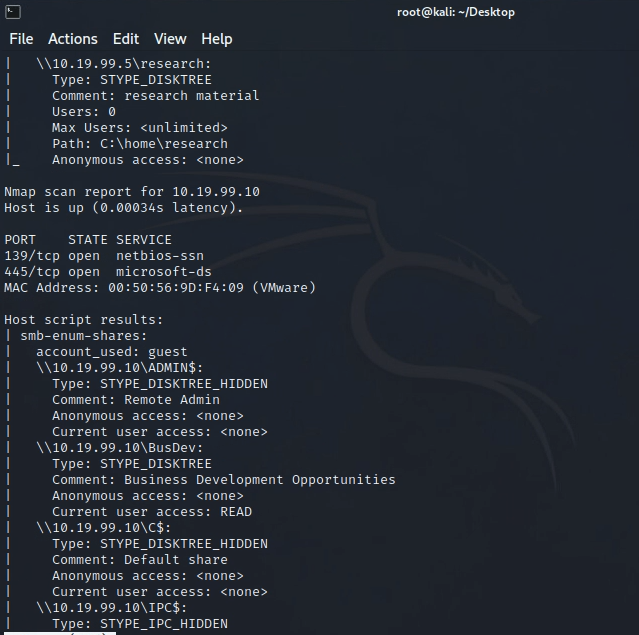 root@kali: ~/Desktop
File Actions Edit View Help
|   \\10.19.99.5\research:
|     Type: STYPE_DISKTREE
|     Comment: research material
|     Users: 0
|     Max Users: <unlimited>
|     Path: C:\home\research
|_    Anonymous access: <none>
Nmap scan report for 10.19.99.10
Host is up (0.00034s latency).
PORT    STATE SERVICE
139/tcp open  netbios-ssn
445/tcp open  microsoft-ds
MAC Address: 00:50:56:9D:F4:09 (VMware)
Host script results:
| smb-enum-shares:
|   account_used: guest
|   \\10.19.99.10\ADMIN$:
|     Type: STYPE_DISKTREE_HIDDEN
|     Comment: Remote Admin
|     Anonymous access: <none>
|     Current user access: <none>
|   \\10.19.99.10\BusDev:
|     Type: STYPE_DISKTREE
|     Comment: Business Development Opportunities
|     Anonymous access: <none>
|     Current user access: READ
|   \\10.19.99.10\C$:
|     Type: STYPE_DISKTREE_HIDDEN
|     Comment: Default share
|     Anonymous access: <none>
|     Current user access: <none>
|   \\10.19.99.10\IPC$:
|     Type: STYPE_IPC_HIDDEN